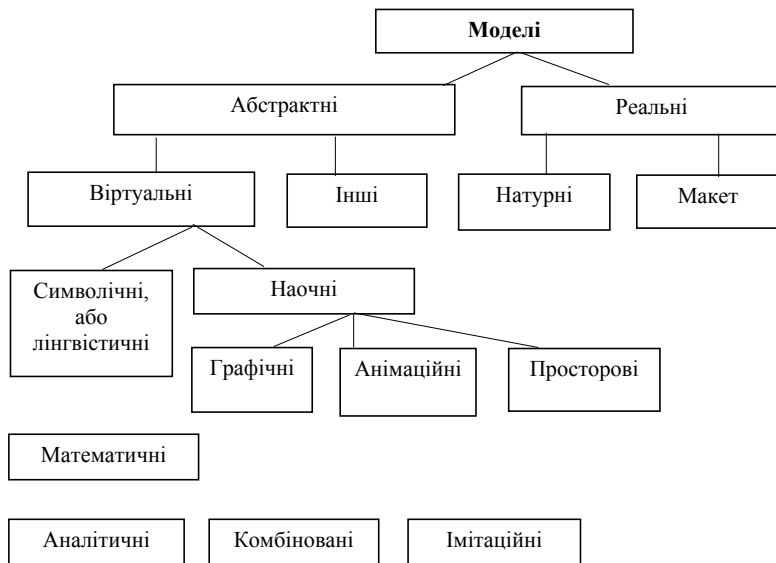 Моделі
Абстрактні
Реальні
Віртуальні
Інші
Натурні
Макет
Символічні,
або
лінгвістичні
Наочні
Графічні
Анімаційні
Просторові
Математичні
Аналітичні
Комбіновані
Імітаційні